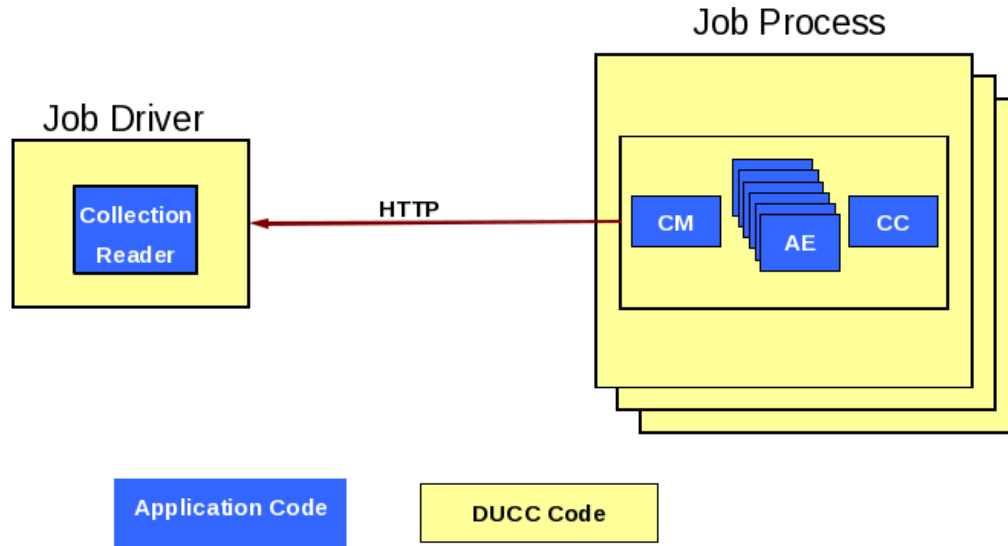 Job Process
Job Driver
Collection
Reader
HTTP
CM
AE
CC
Application Code
DUCC Code